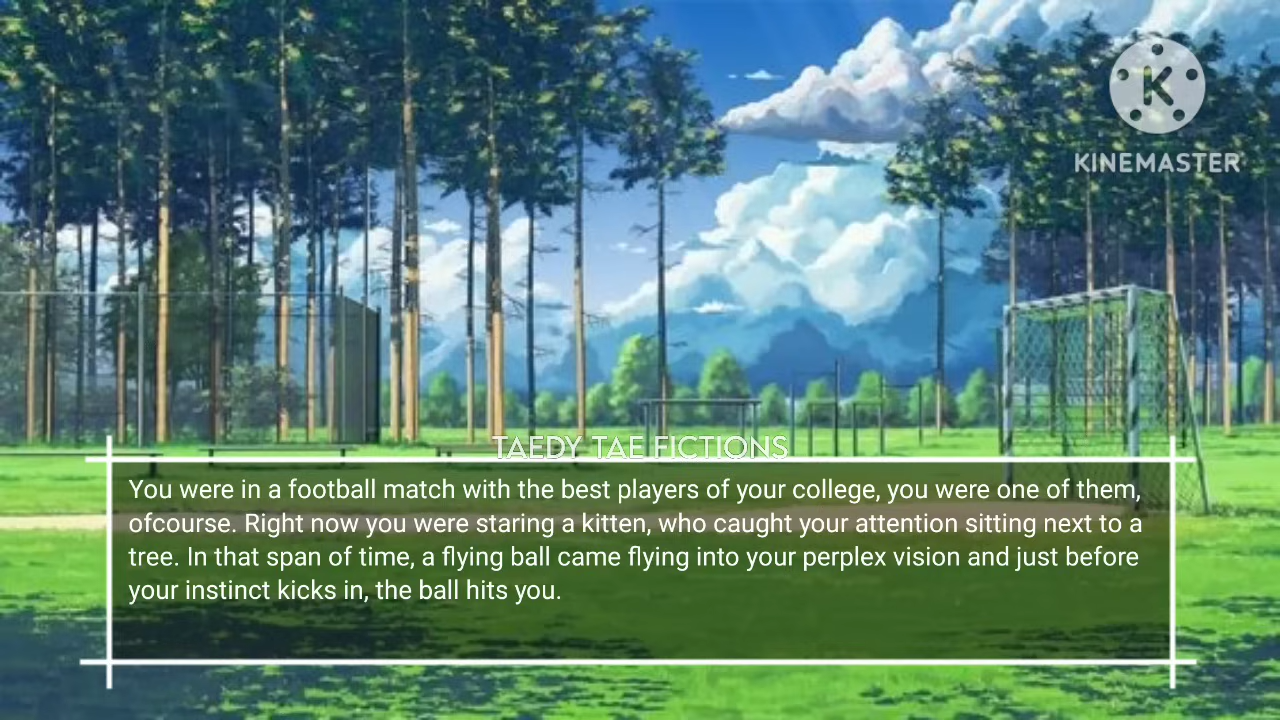 K
KINEMASTER
TAEDY TAE FICTIONS
You were in a football match with the best players of your college, you were one of them,
ofcourse. Right now you were staring a kitten, who caught your attention sitting next to a
tree. In that span of time, a flying ball came flying into your perplex vision and just before
your instinct kicks in, the ball hits you.